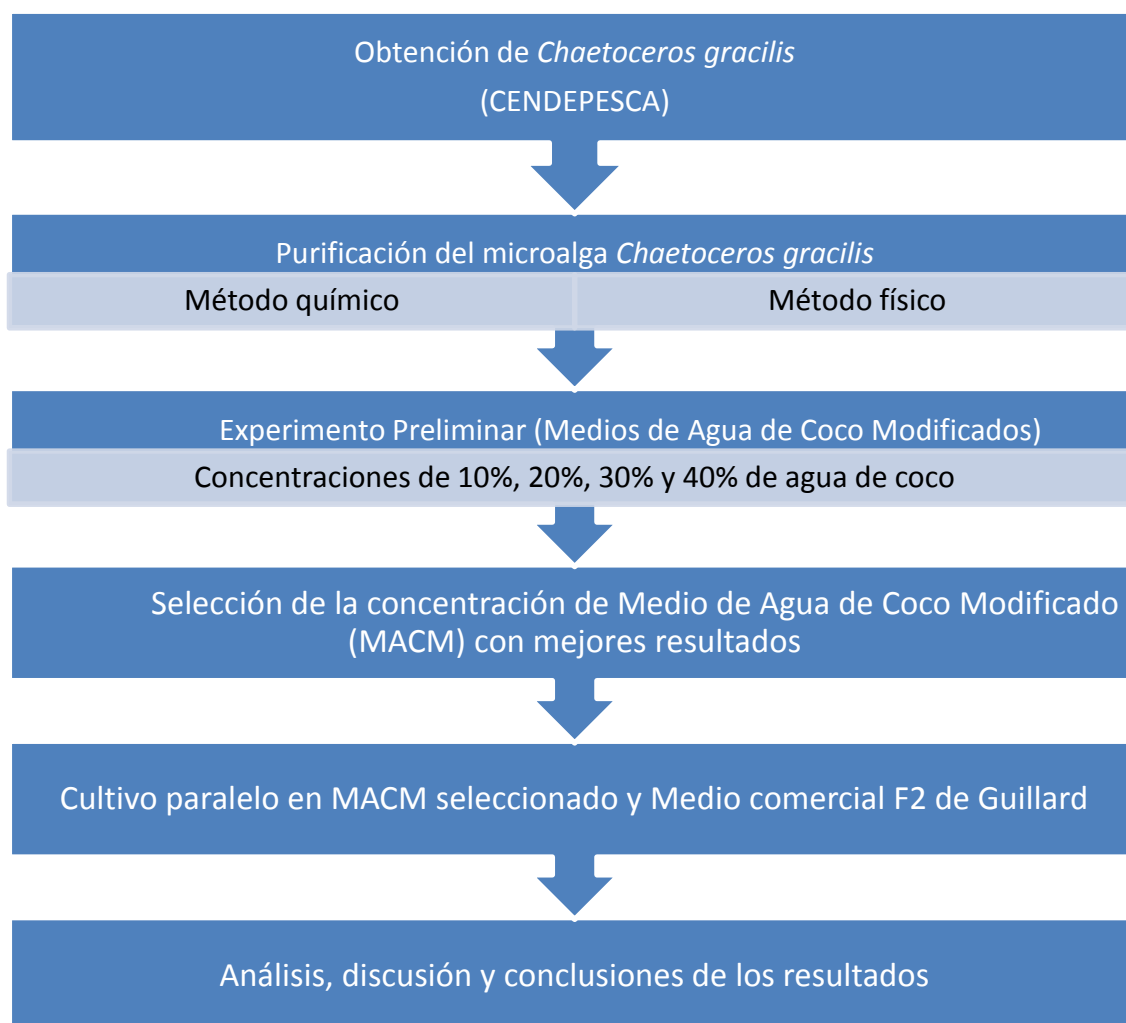 Obtención de Chaetoceros gracilis
(CENDEPESCA)
Purificación del microalga Chaetoceros gracilis
Método químico
Método físico
Experimento Preliminar (Medios de Agua de Coco Modificados)
Concentraciones de 10%, 20%, 30% y 40% de agua de coco
Selección de la concentración de Medio de Agua de Coco Modificado
(MACM) con mejores resultados
Cultivo paralelo en MACM seleccionado y Medio comercial F2 de Guillard
Análisis, discusión y conclusiones de los resultados